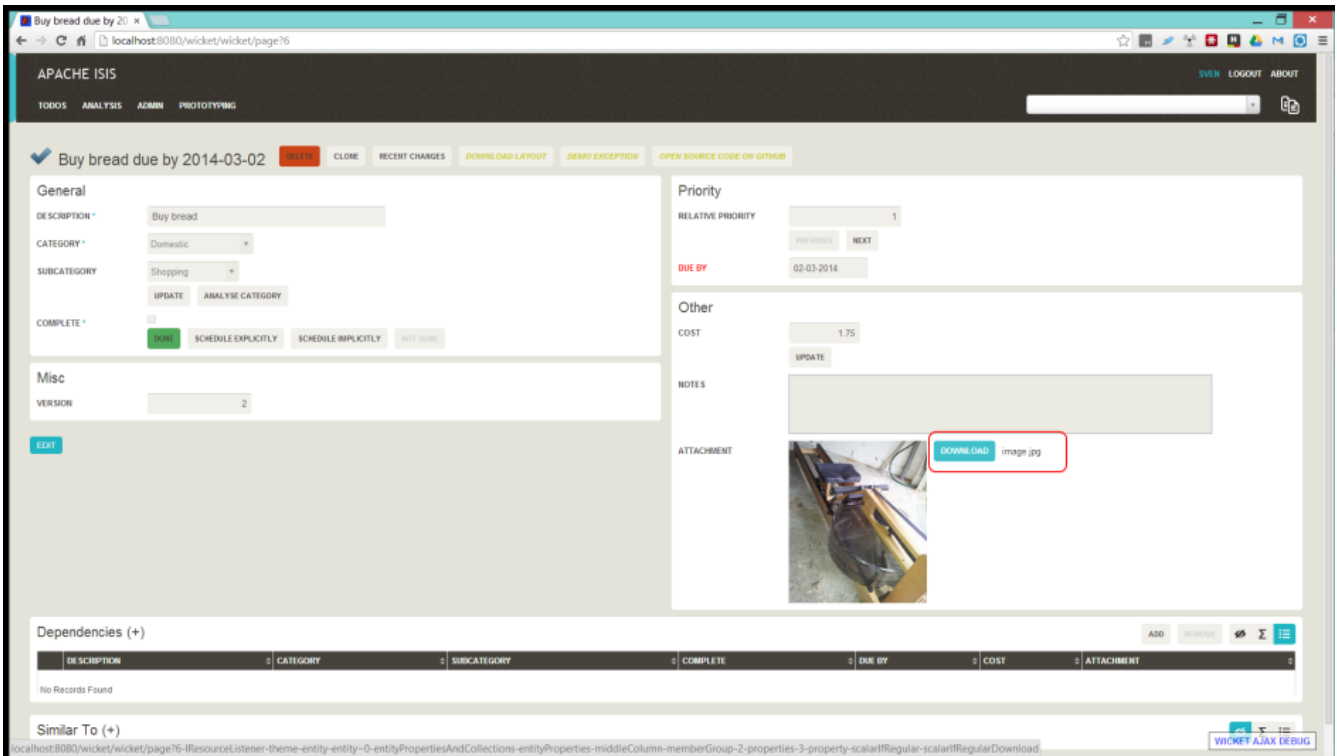 Buy bread due by 20
localhost:8080/wicket/wicket/page?6
APACHE ISIS
SVEN LOGOUT ABOUT
TODOS ANALYSIS ADMIN PROTOTYPING
Buy bread due by 2014-03-02
DELETE CLONE RECENT CHANGES DOWNLOAD LAYOUT DEMO EXCEPTION OPEN SOURCE CODE ON GITHUB
General
DESCRIPTION * Buy bread
CATEGORY * Domestic
SUBCATEGORY Shopping
UPDATE ANALYSE CATEGORY
COMPLETE *
DONE SCHEDULE EXPLICITLY SCHEDULE IMPLICITLY NOT DONE
Misc
VERSION 2
EDIT
Priority
RELATIVE PRIORITY 1
PREVIOUS NEXT
DUE BY 02-03-2014
Other
COST 1.75
UPDATE
NOTES
ATTACHMENT DOWNLOAD image.jpg
Dependencies (+)
ADD REMOVE Σ
DESCRIPTION CATEGORY SUBCATEGORY COMPLETE DUE BY COST ATTACHMENT
No Records Found
Similar To (+)
WICKET AJAX DEBUG
localhost:8080/wicket/wicket/page?6-IResourceListener-theme-entity-entity~0-entityPropertiesAndCollections-entityProperties-middleColumn-memberGroup-2-properties-3-property-scalarIfRegular-scalarIfRegularDownload